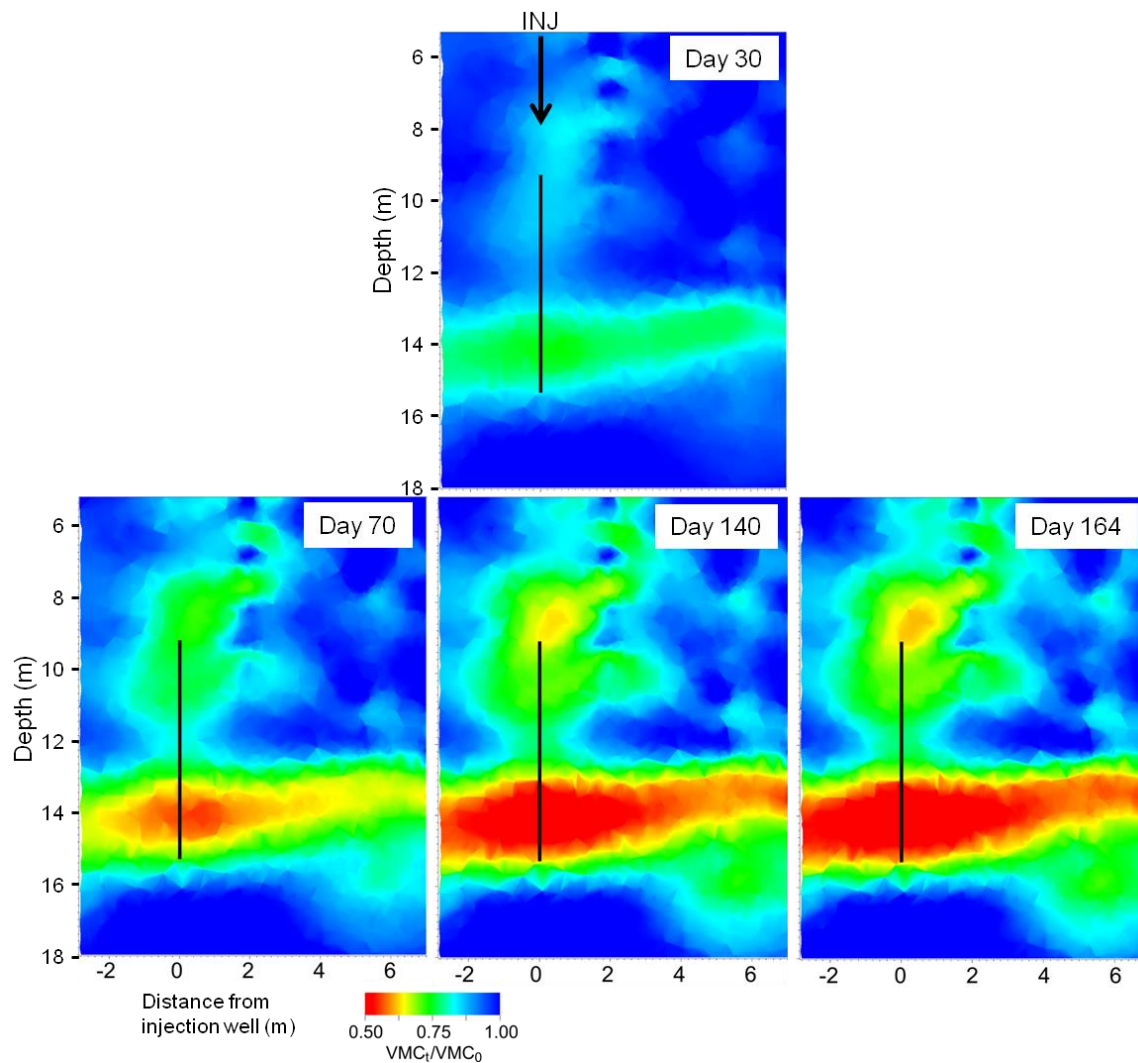 INJ
Day 30
6
8
10
12
14
16
18
Depth (m)
Day 70
Day 140
Day 164
6
8
10
12
14
16
18
Depth (m)
-2 0 2 4 6
-2 0 2 4 6
-2 0 2 4 6
Distance from
injection well (m)
0.50 0.75 1.00
VMCt/VMC0